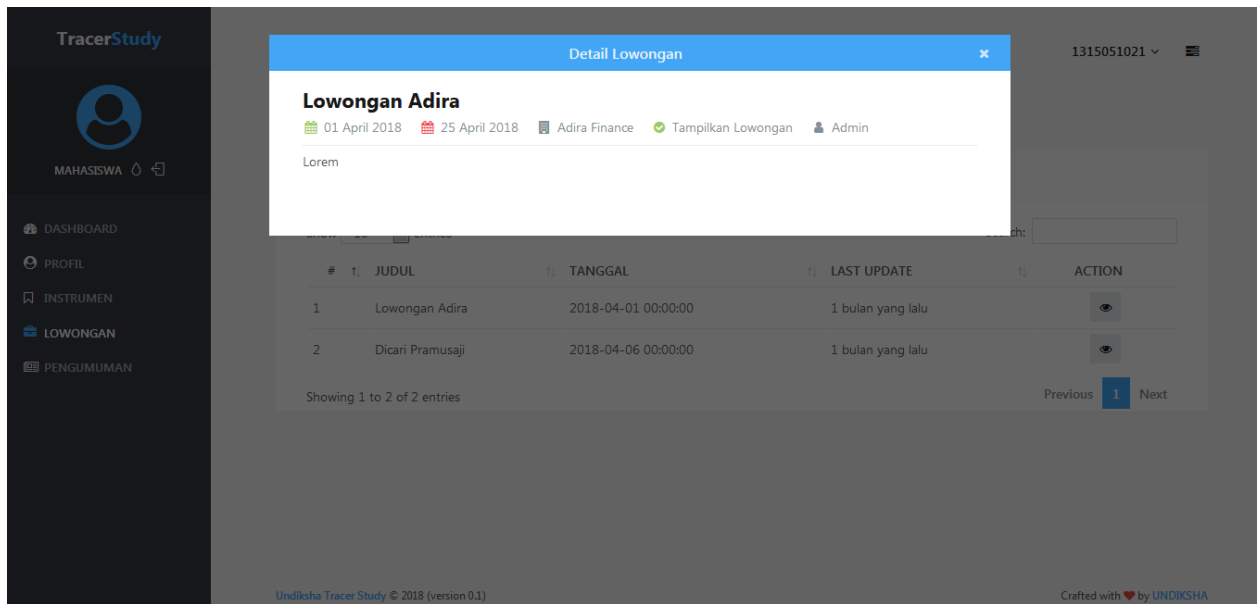 TracerStudy
MAHASISWA
DASHBOARD
PROFIL
INSTRUMEN
LOWONGAN
PENGUMUMAN
1315051021
Detail Lowongan
Lowongan Adira
01 April 2018 25 April 2018 Adira Finance Tampilkan Lowongan Admin
Lorem
# JUDUL TANGGAL LAST UPDATE ACTION
1 Lowongan Adira 2018-04-01 00:00:00 1 bulan yang lalu
2 Dicari Pramusaji 2018-04-06 00:00:00 1 bulan yang lalu
Showing 1 to 2 of 2 entries Previous 1 Next
Undiksha Tracer Study © 2018 (version 0.1) Crafted with ❤ by UNDIKSHA